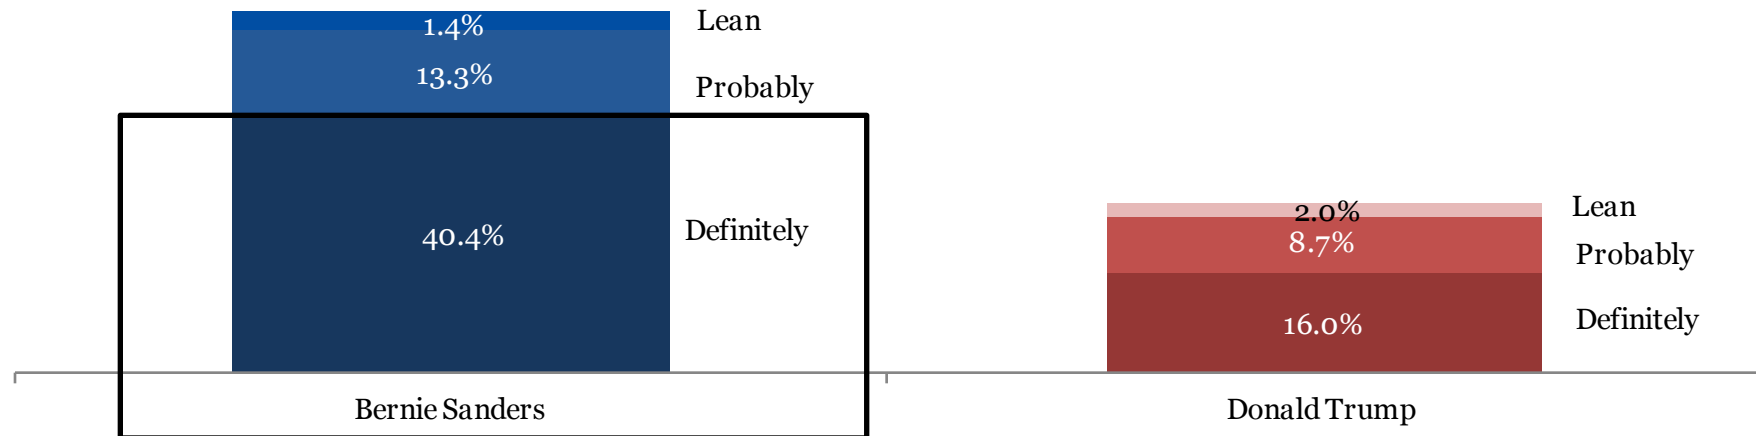 1.4%
Lean
13.3%
Probably
40.4%
Definitely
Bernie Sanders
2.0%
Lean
8.7%
Probably
16.0%
Definitely
Donald Trump